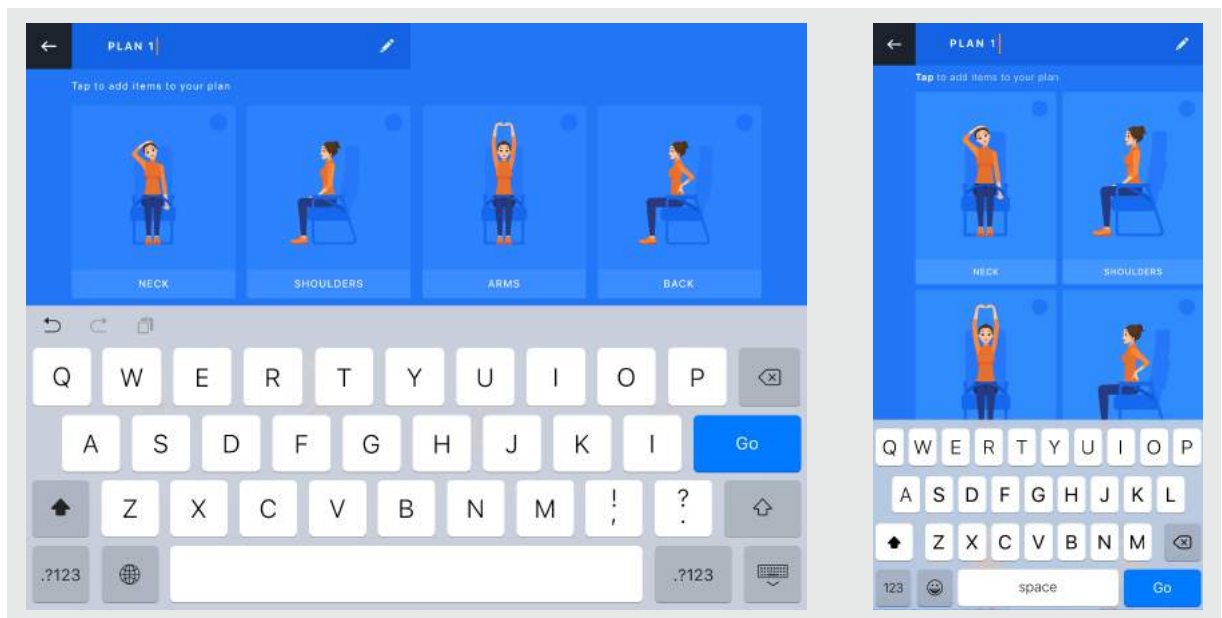 PLAN 1
Tap to add items to your plan
NECK SHOULDERS ARMS BACK
Q W E R T Y U I O P
A S D F G H J K I Go
Z X C V B N M ! , ? .
.?123 .?123
PLAN 1
Tap to add items to your plan
NECK SHOULDERS
Q W E R T Y U I O P
A S D F G H J K L
Z X C V B N M
123 space Go